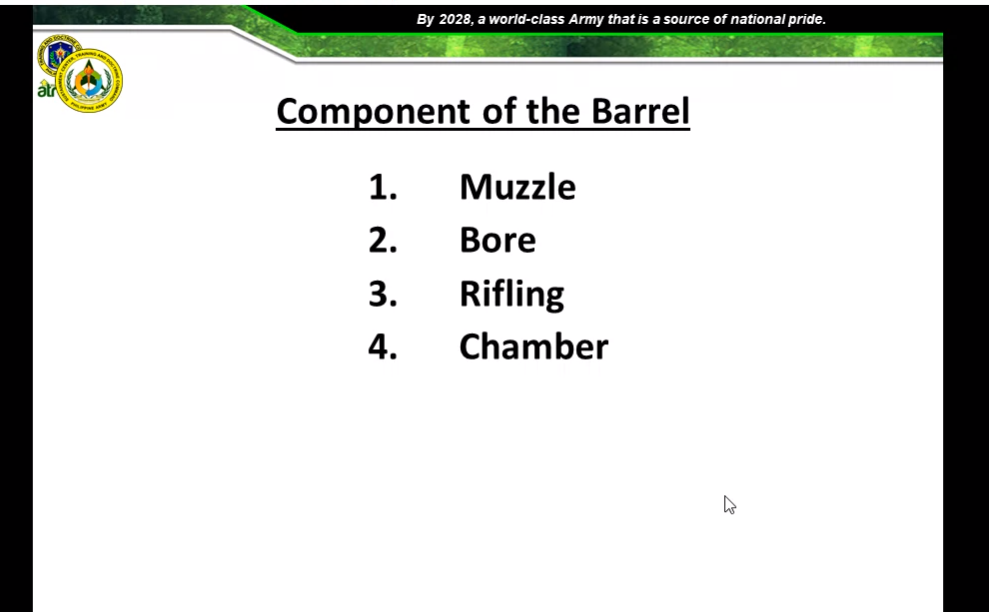 By 2028, a world-class Army that is a source of national pride.
Component of the Barrel
1. Muzzle
2. Bore
3. Rifling
4. Chamber